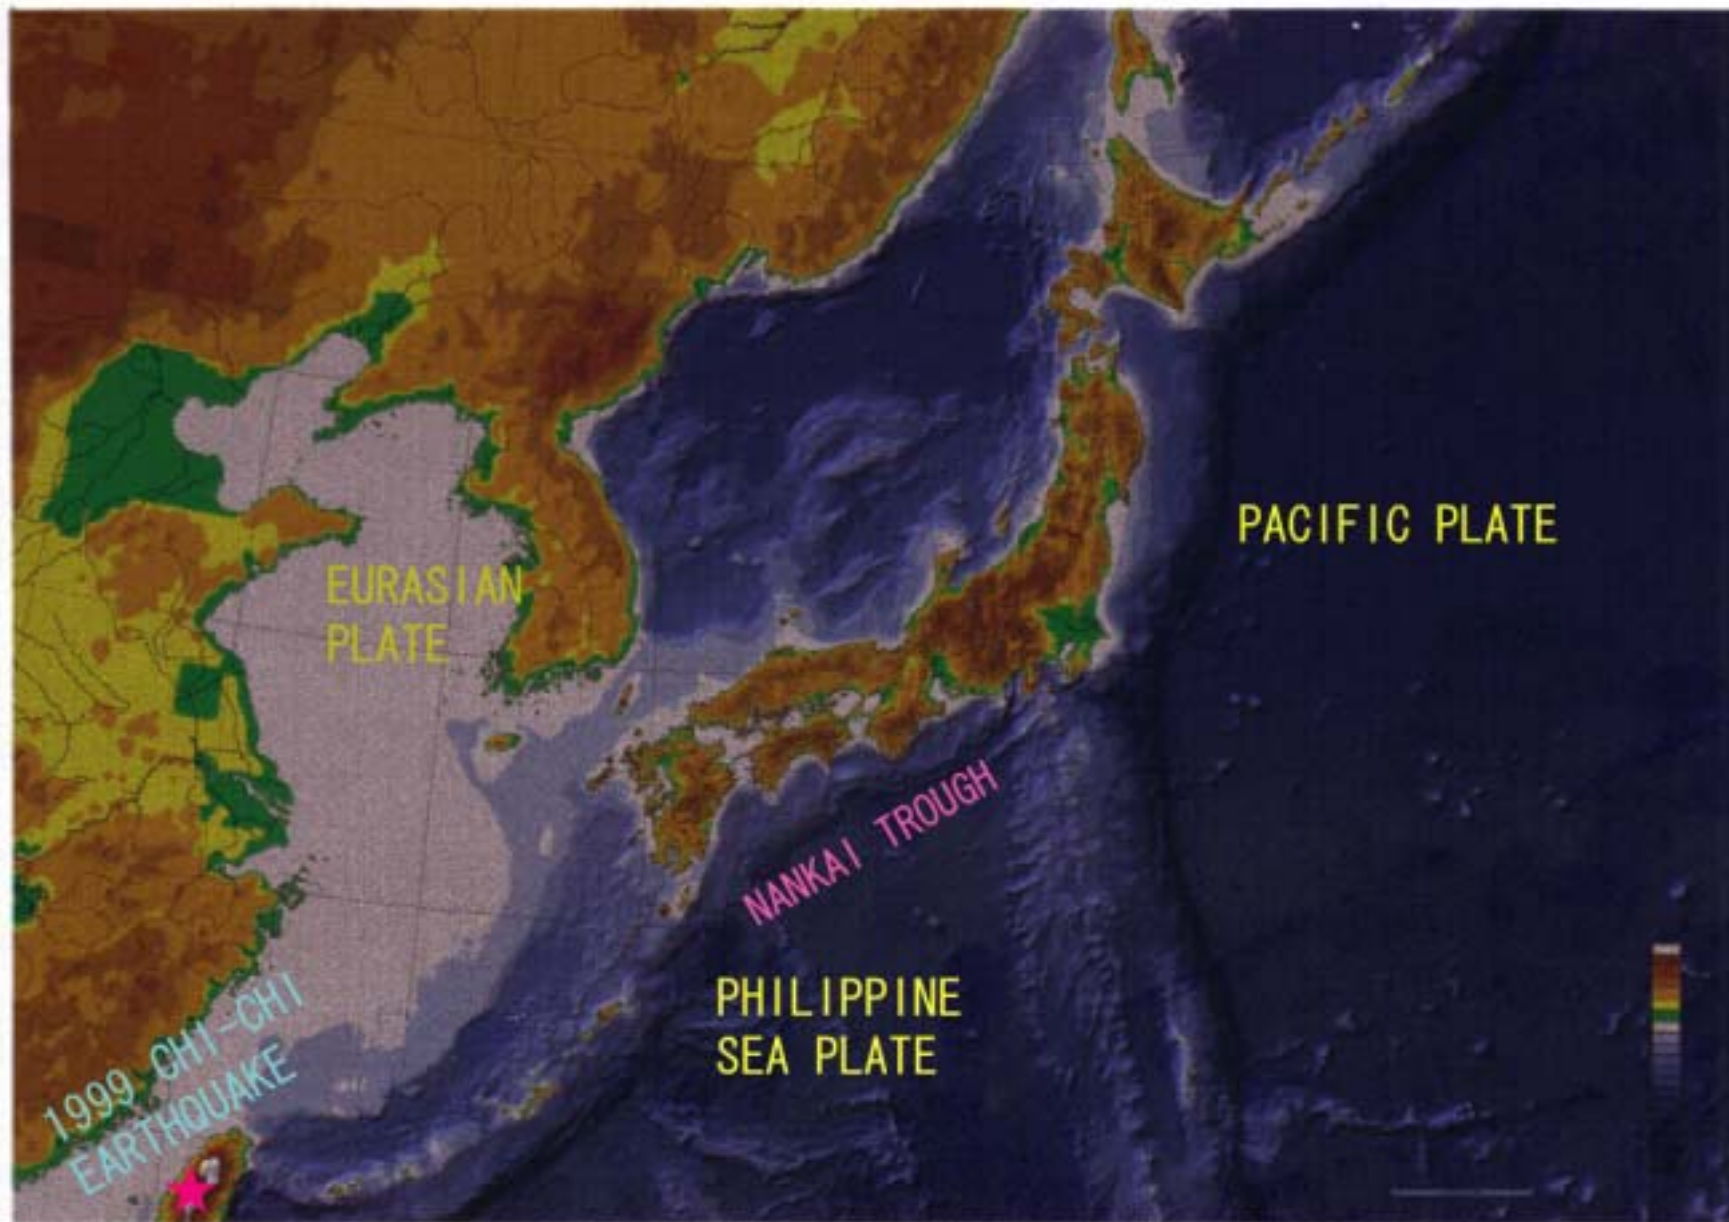 PACIFIC PLATE
EURASIAN
PLATE
NANKAI TROUGH
PHILIPPINE
SEA PLATE
1999 CHI-CHI
EARTHQUAKE